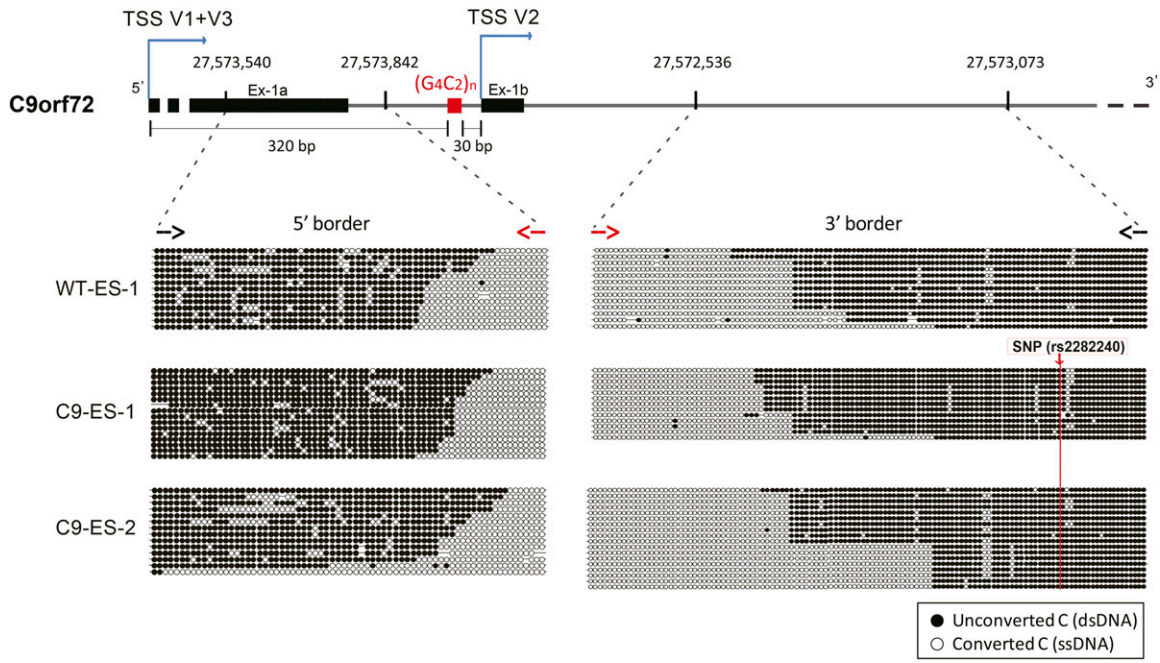 TSS V1+V3
TSS V2
27,573,540
27,573,842
27,572,536
27,573,073
5’
(G4C2)n
3’
C9orf72
Ex-1a
Ex-1b
320 bp
30 bp
5’ border
3’ border
WT-ES-1
SNP (rs2282240)
C9-ES-1
C9-ES-2
Unconverted C (dsDNA)
Converted C (ssDNA)